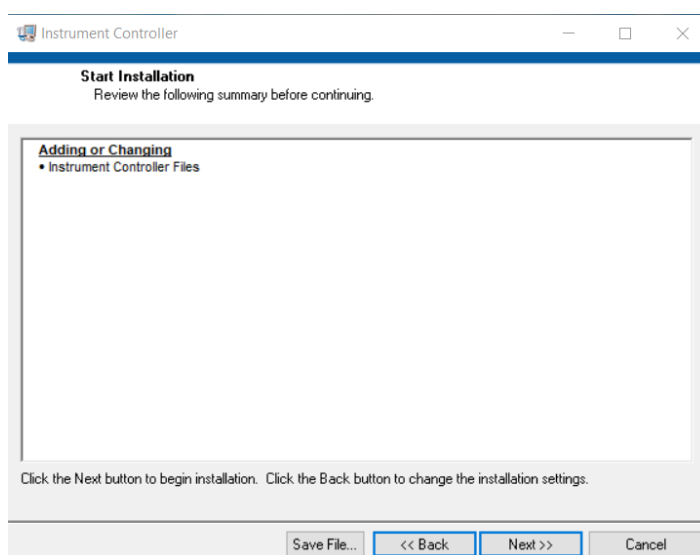 Instrument Controller
Start Installation
Review the following summary before continuing.
Adding or Changing
• Instrument Controller Files
Click the Next button to begin installation. Click the Back button to change the installation settings.
Save File... << Back Next >> Cancel